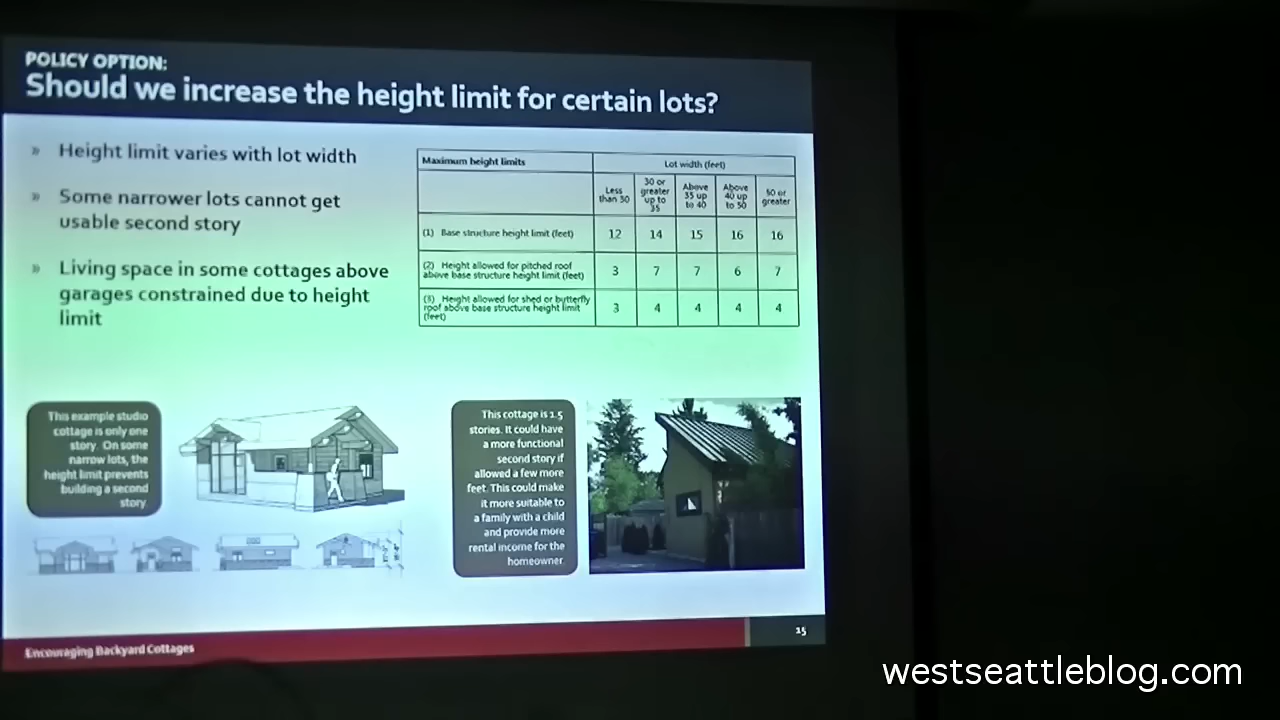 POLICY OPTION:
Should we increase the height limit for certain lots?
» Height limit varies with lot width
» Some narrower lots cannot get
usable second story
» Living space in some cottages above
garages constrained due to height
limit
Maximum height limits
Lot width (feet)
Less
than 30
30 or
greater
up to
35
Above
35 up
to 40
Above
40 up
to 50
50 or
greater
(1) Base structure height limit (feet) 12 14 15 16 16
(2) Height allowed for pitched roof
above base structure height limit (feet)
3 7 7 6 7
(3) Height allowed for shed or butterfly
roof above base structure height limit
(feet)
3 4 4 4 4
This example studio
cottage is only one
story. On some
narrow lots, the
height limit prevents
building a second
story.
This cottage is 1.5
stories. It could have
a more functional
second story if
allowed a few more
feet. This could make
it more suitable to
a family with a child
and provide more
rental income for the
homeowner.
Encouraging Backyard Cottages
15
westseattleblog.com